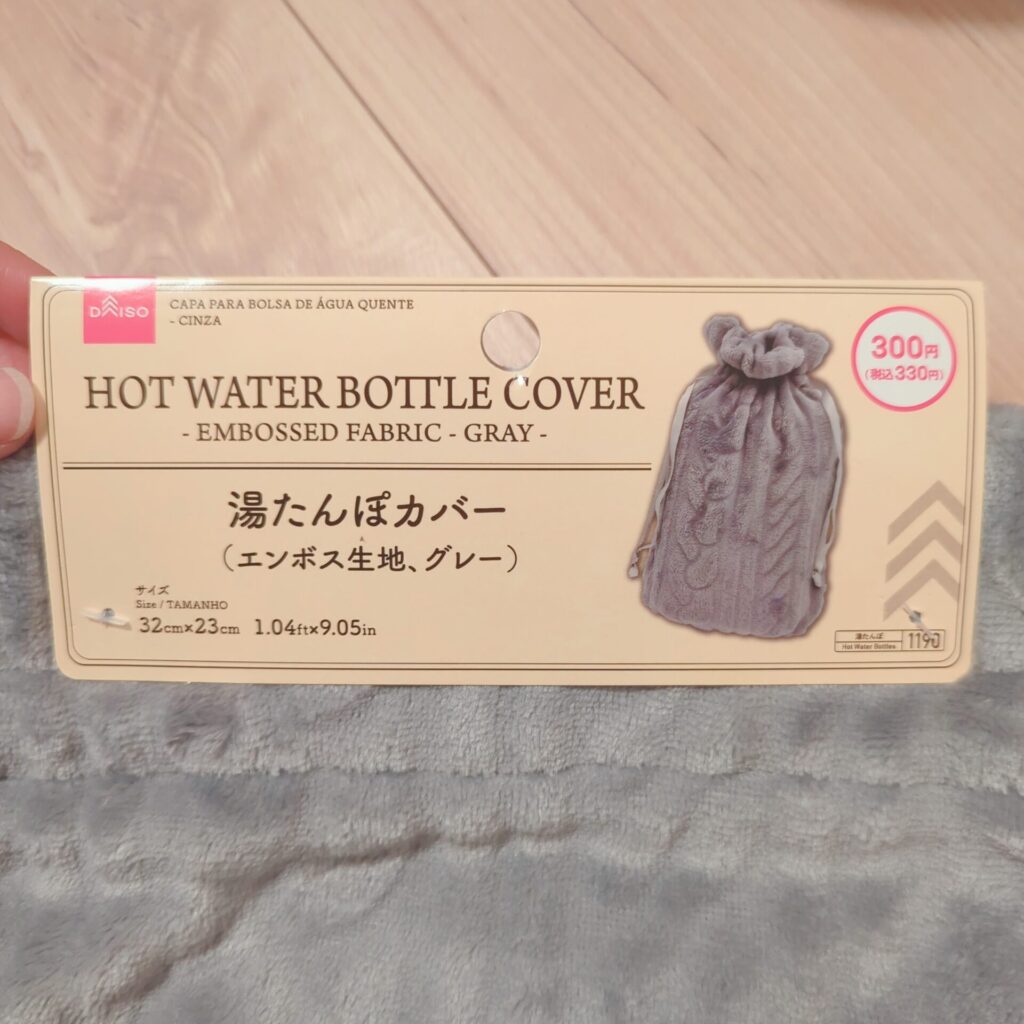 DAISO
CAPA PARA BOLSA DE ÁGUA QUENTE
- CINZA
HOT WATER BOTTLE COVER
- EMBOSSED FABRIC - GRAY -
300円
(税込330円)
湯たんぽカバー
(エンボス生地、グレー)
サイズ
Size / TAMANHO
32cm×23cm 1.04ft×9.05in
湯たんぽ
Hot Water Bottles
1190